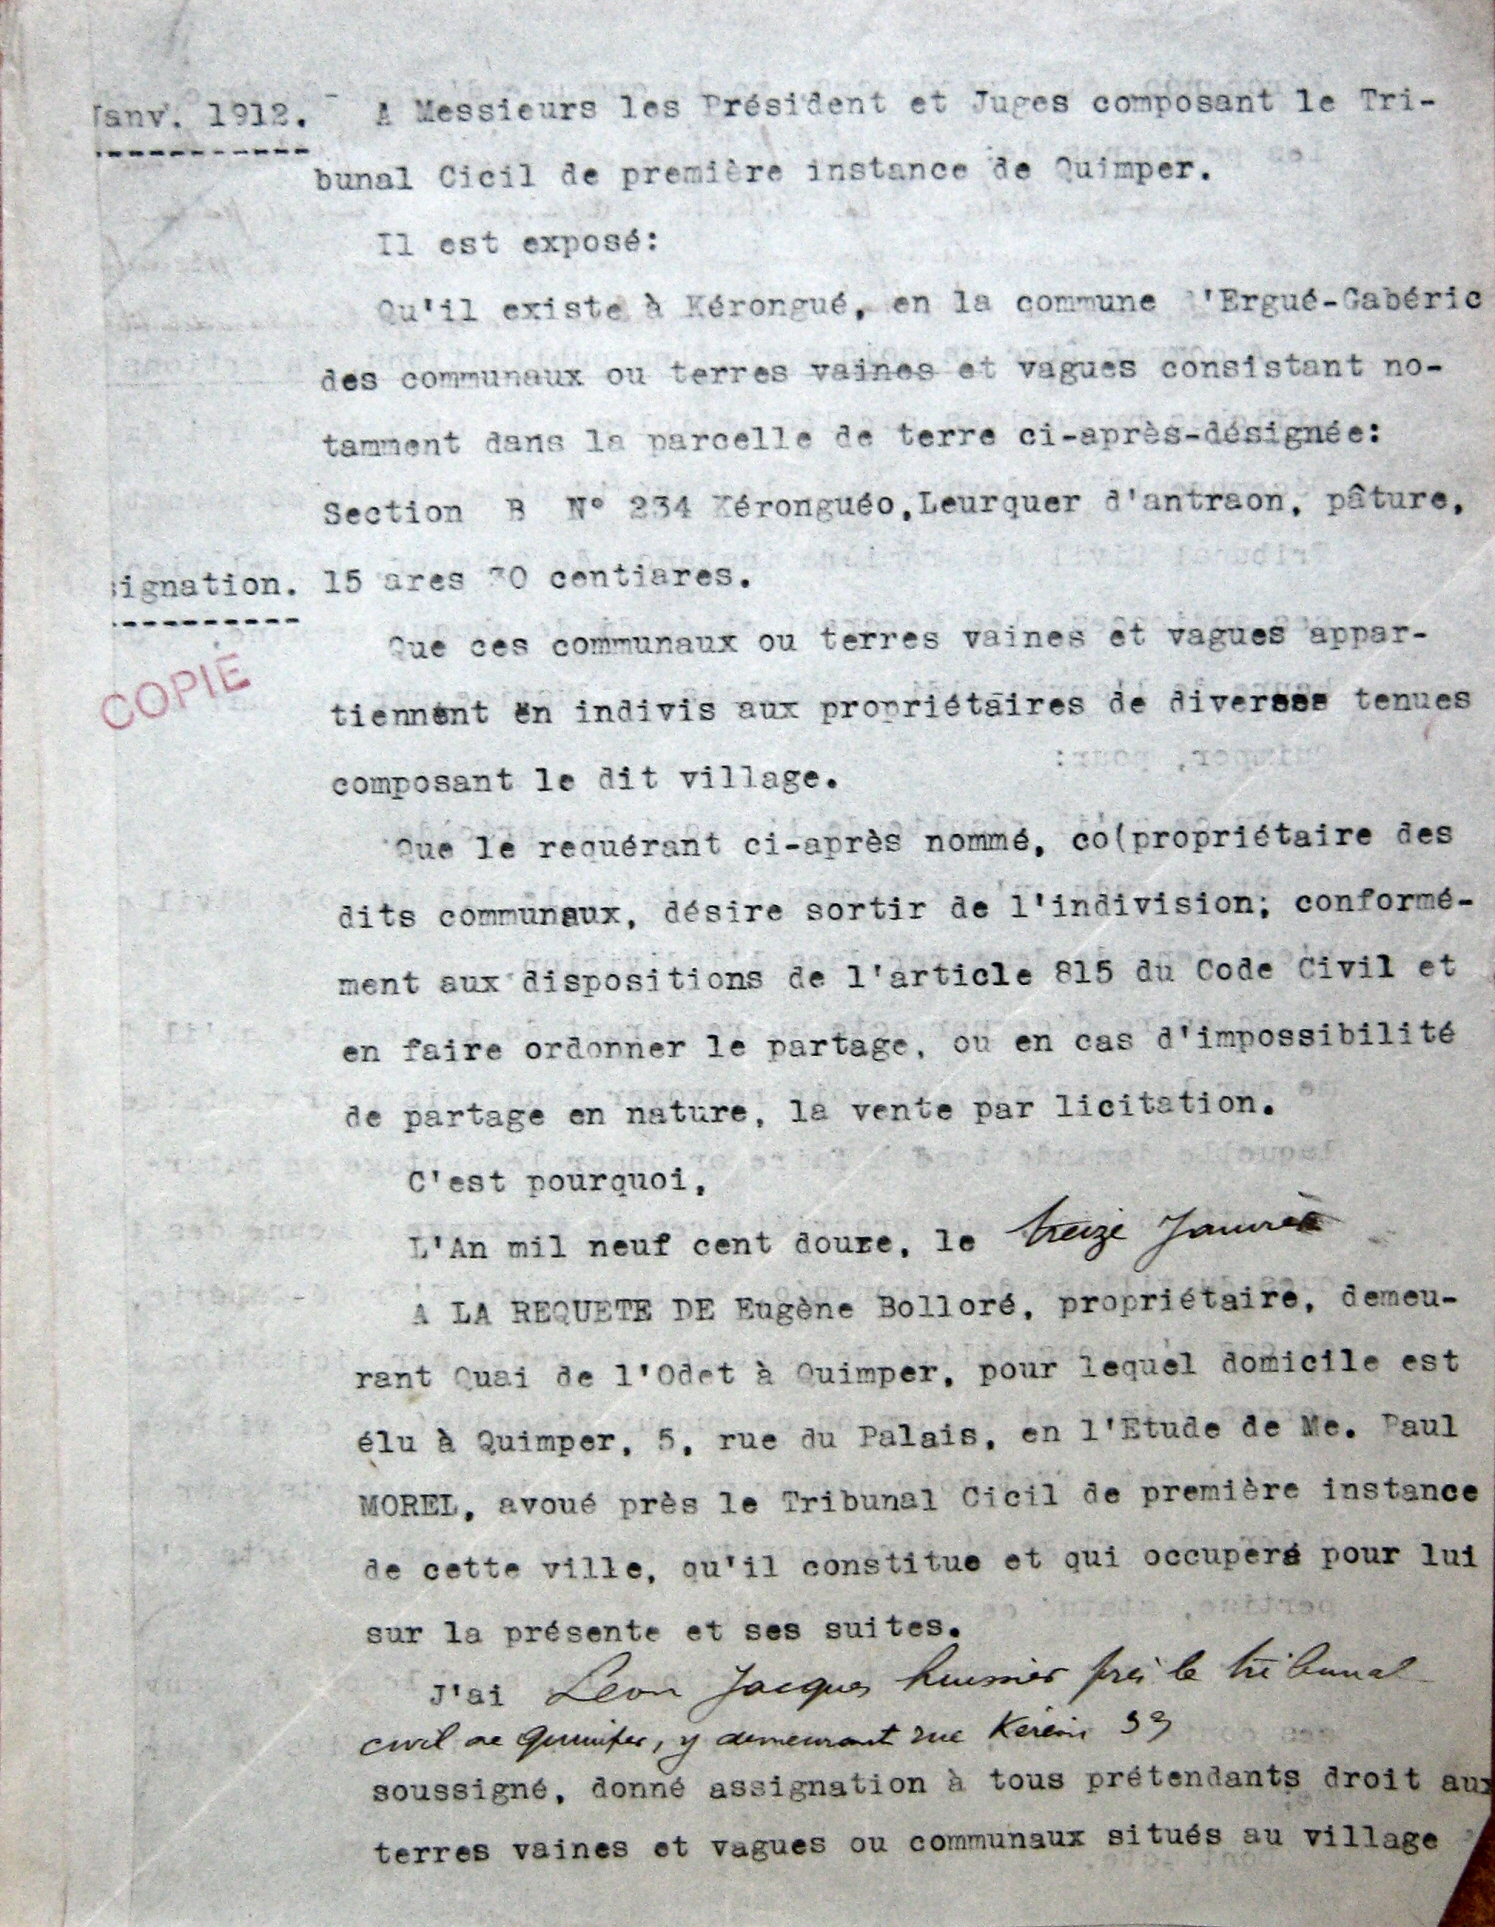 Janv. 1912.
A Messieurs les Président et Juges composant le Tri-
bunal Cicil de première instance de Quimper.
Il est exposé:
Qu'il existe à Kérongué, en la commune d'Ergué-Gabéric
des communaux ou terres vaines et vagues consistant no-
tamment dans la parcelle de terre ci-après-désignée:
Section B N° 234 Kéronguéo, Leurquer d'antraon, pâture,
signation.
15 ares 30 centiares.
COPIE
Que ces communaux ou terres vaines et vagues appar-
tiennent en indivis aux propriétaires de diverses tenues
composant le dit village.
Que le requérant ci-après nommé, co(propriétaire des
dits communaux, désire sortir de l'indivision; conformé-
ment aux dispositions de l'article 815 du Code Civil et
en faire ordonner le partage, ou en cas d'impossibilité
de partage en nature, la vente par licitation.
C'est pourquoi,
L'An mil neuf cent douze, le treize Janvier
A LA REQUETE DE Eugène Bolloré, propriétaire, demeu-
rant Quai de l'Odet à Quimper, pour lequel domicile est
élu à Quimper, 5, rue du Palais, en l'Etude de Me. Paul
MOREL, avoué près le Tribunal Cicil de première instance
de cette ville, qu'il constitue et qui occupera pour lui
sur la présente et ses suites.
J'ai Léon Jacques huissier près le tribunal
civil de Quimper, y demeurant rue Keréon
soussigné, donné assignation à tous prétendants droit aux
terres vaines et vagues ou communaux situés au village